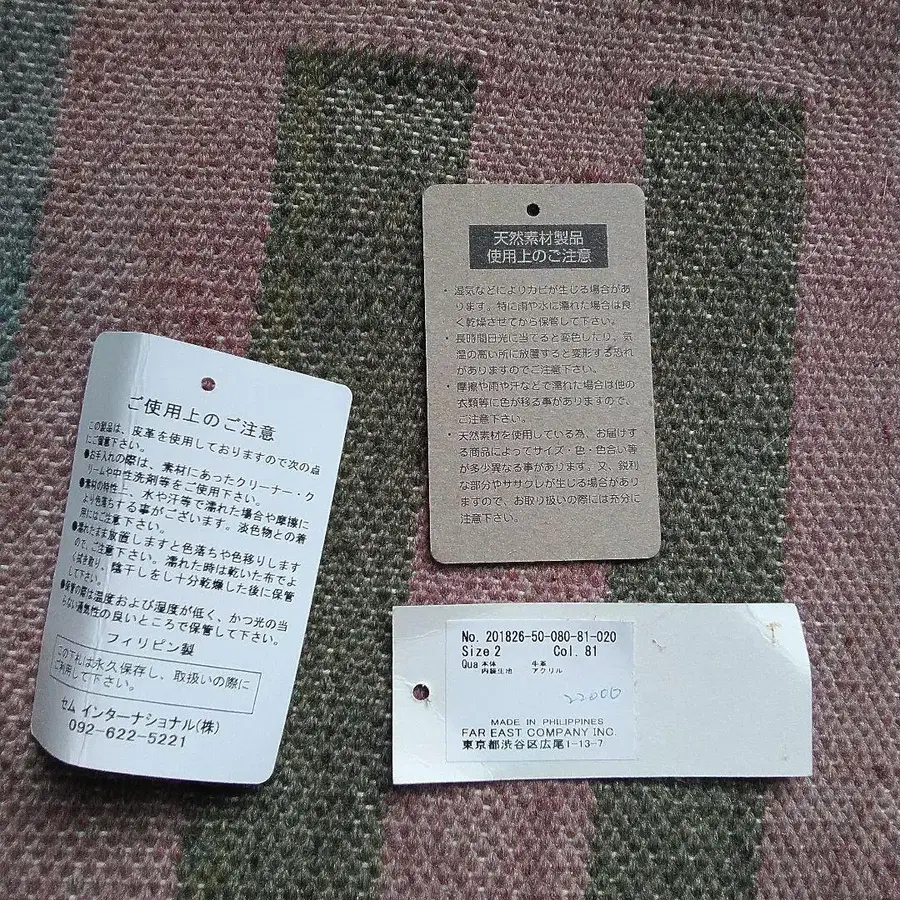 ご使用上のご注意
この製品は、皮革を使用しておりますので次の点
にご留意下さい。
●お手入れの際は、素材にあったクリーナー・ク
リームや中性洗剤等をご使用下さい。
●素材の特性上、水や汗等で濡れた場合や摩擦に
より色落ちする事がございます。淡色物との着
用にはご注意下さい。
●濡れたまま放置しますと色落ちや色移りします
ので、ご注意下さい。濡れた時は乾いた布でよ
く拭き取り、陰干しをし十分乾燥した後に保管
して下さい。
●保管の際は温度および湿度が低く、かつ光の当
らない通気性の良いところで保管して下さい。
フィリピン製
この下札は永久保存し、取扱いの際に
ご利用して下さい。
セム インターナショナル(株)
092-622-5221
天然素材製品
使用上のご注意
・湿気などによりカビが生じる場合があ
ります。特に雨や水に濡れた場合は良
く乾燥させてから保管して下さい。
・長時間日光に当てると変色したり、気
温の高い所に放置すると変形する恐れ
がありますのでご注意下さい。
・摩擦や雨や汗などで濡れた場合は他の
衣類等に色が移る事がありますので、
ご注意下さい。
・天然素材を使用している為、お届けす
る商品によってサイズ・色・色合い等
が多少異なる事があります。又、鋭利
な部分やササクレが生じる場合があり
ますので、お取り扱いの際には充分に
注意下さい。
No. 201826-50-080-81-020
Size 2 Col. 81
Qua 本体 牛革
内装生地 アクリル
22000
MADE IN PHILIPPINES
FAR EAST COMPANY INC.
東京都渋谷区広尾1-13-7